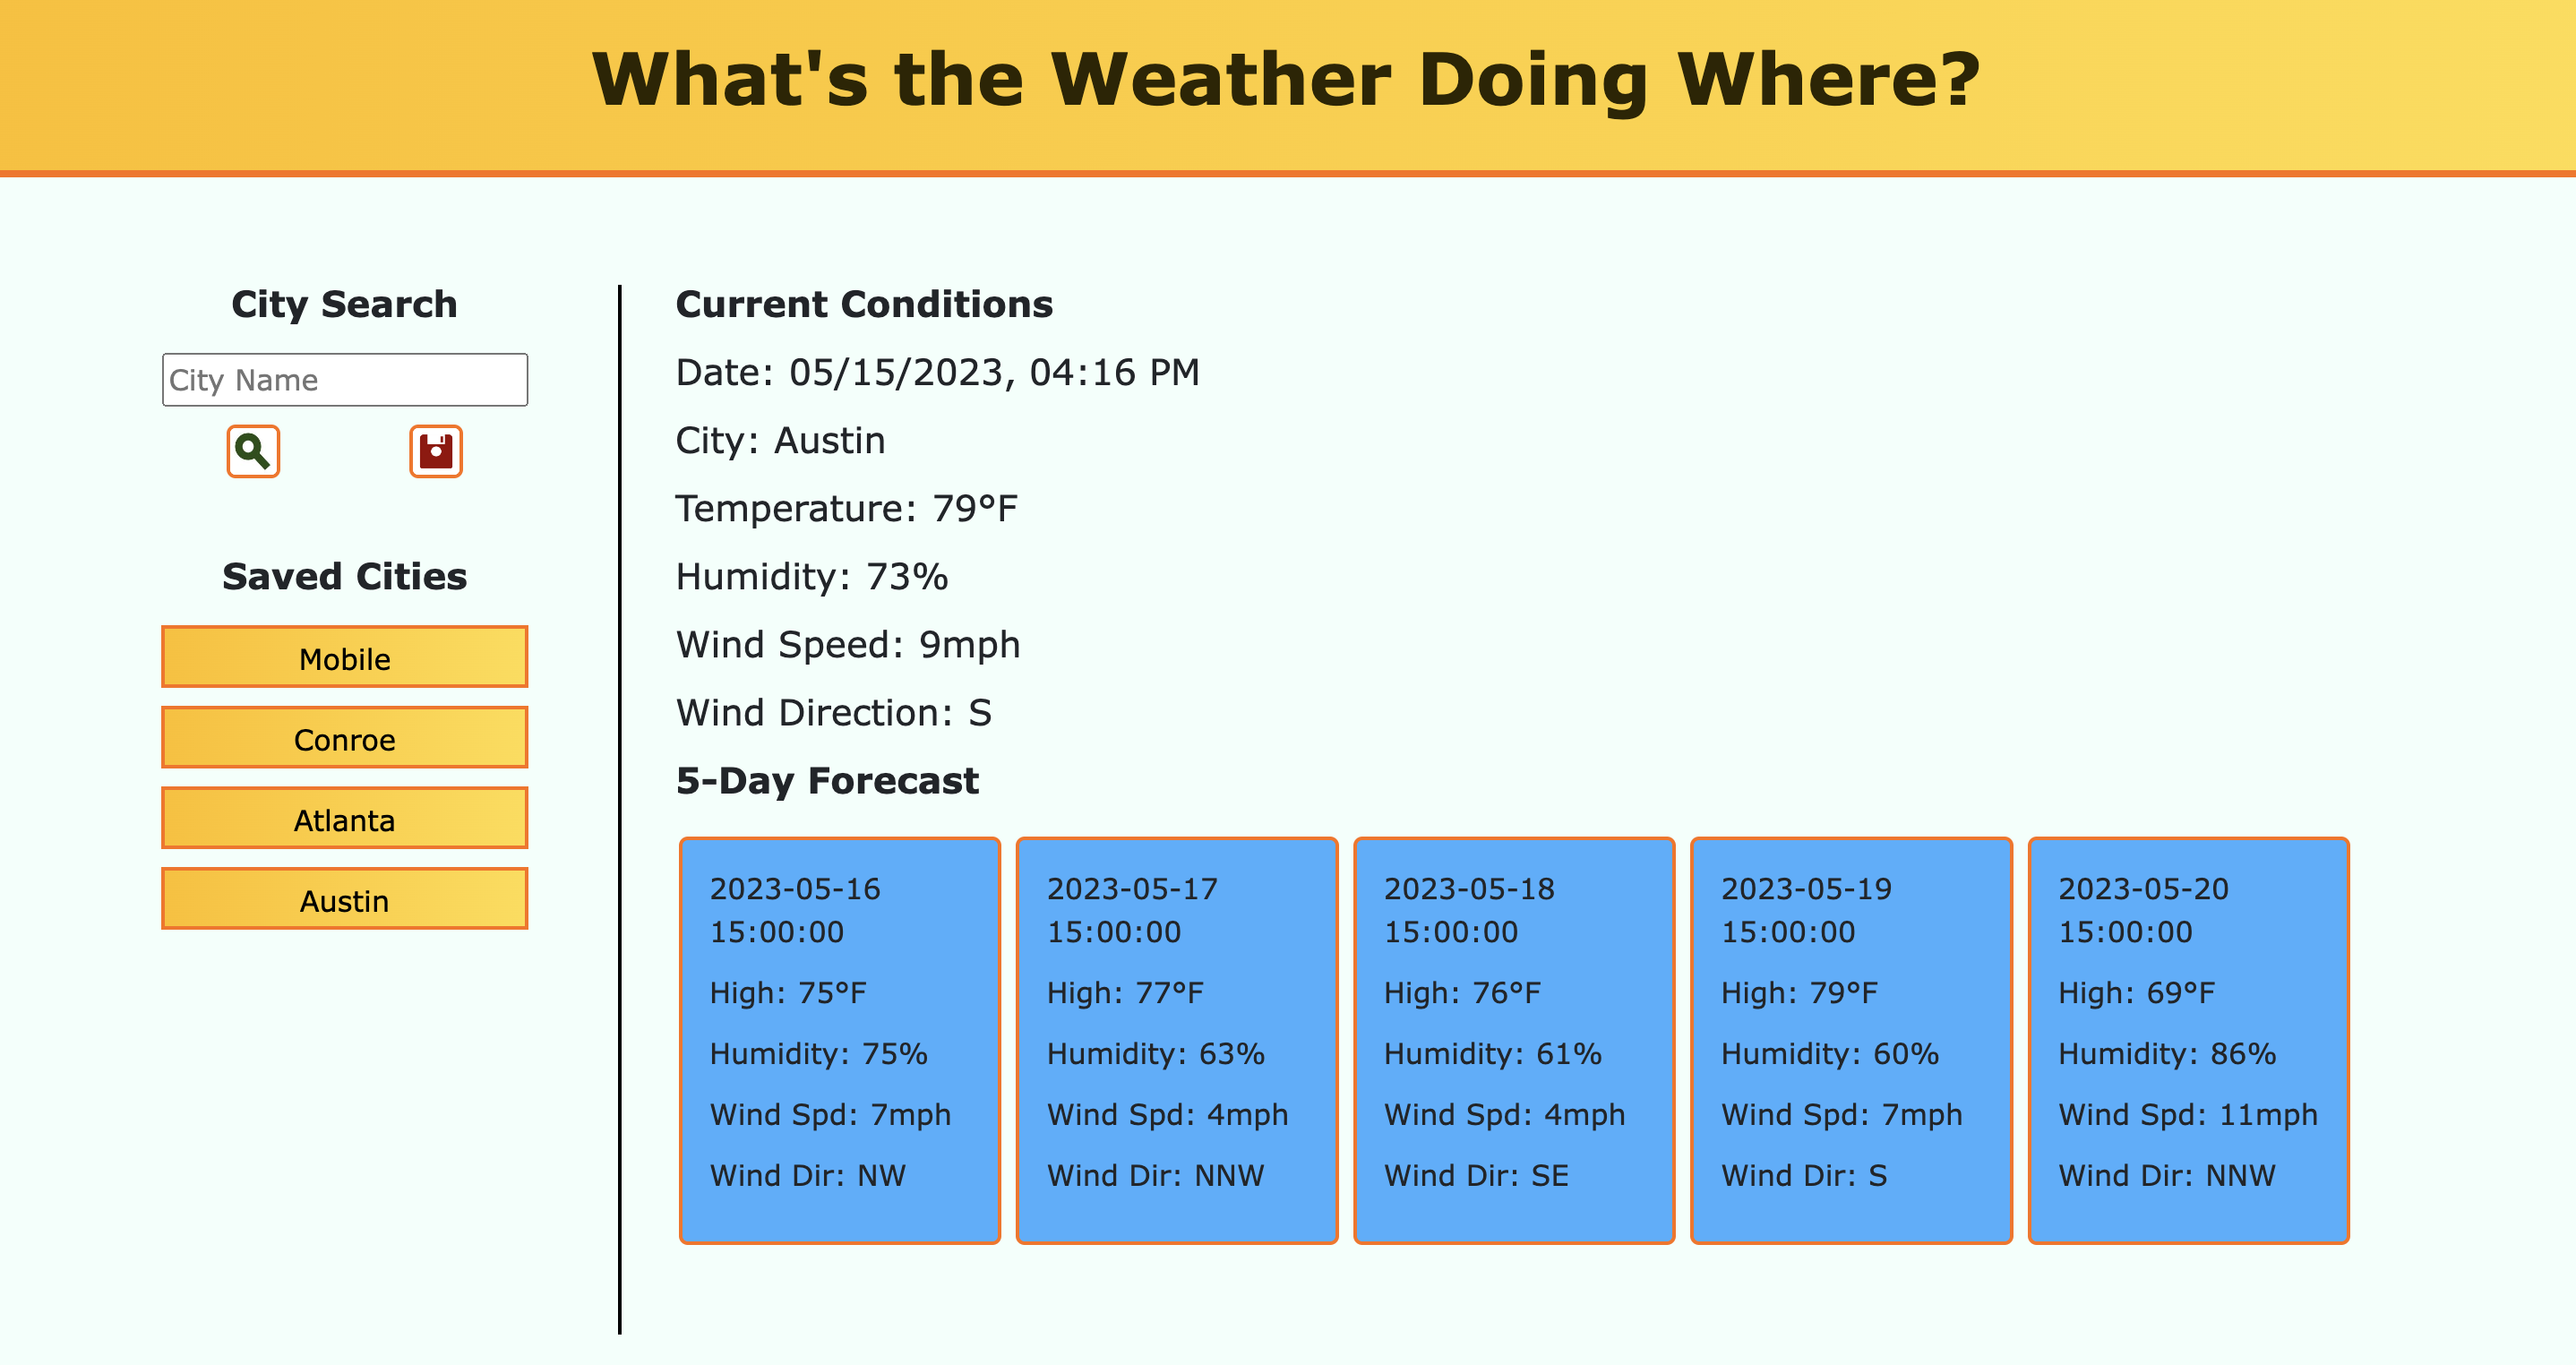 What's the Weather Doing Where?
City Search
City Name
Saved Cities
Mobile
Conroe
Atlanta
Austin
Current Conditions
Date: 05/15/2023, 04:16 PM
City: Austin
Temperature: 79°F
Humidity: 73%
Wind Speed: 9mph
Wind Direction: S
5-Day Forecast
2023-05-16
15:00:00
High: 75°F
Humidity: 75%
Wind Spd: 7mph
Wind Dir: NW
2023-05-17
15:00:00
High: 77°F
Humidity: 63%
Wind Spd: 4mph
Wind Dir: NNW
2023-05-18
15:00:00
High: 76°F
Humidity: 61%
Wind Spd: 4mph
Wind Dir: SE
2023-05-19
15:00:00
High: 79°F
Humidity: 60%
Wind Spd: 7mph
Wind Dir: S
2023-05-20
15:00:00
High: 69°F
Humidity: 86%
Wind Spd: 11mph
Wind Dir: NNW